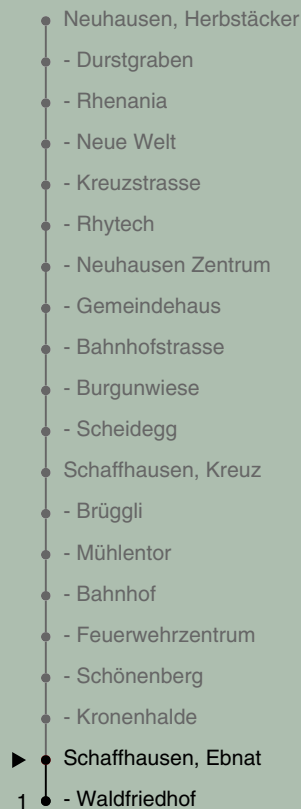 Neuhausen, Herbstäcker
- Durstgraben
- Rhenania
- Neue Welt
- Kreuzstrasse
- Rhytech
- Neuhausen Zentrum
- Gemeindehaus
- Bahnhofstrasse
- Burgunwiese
- Scheidegg
Schaffhausen, Kreuz
- Brüggli
- Mühlentor
- Bahnhof
- Feuerwehrzentrum
- Schönenberg
- Kronenhalde
Schaffhausen, Ebnat
1 - Waldfriedhof